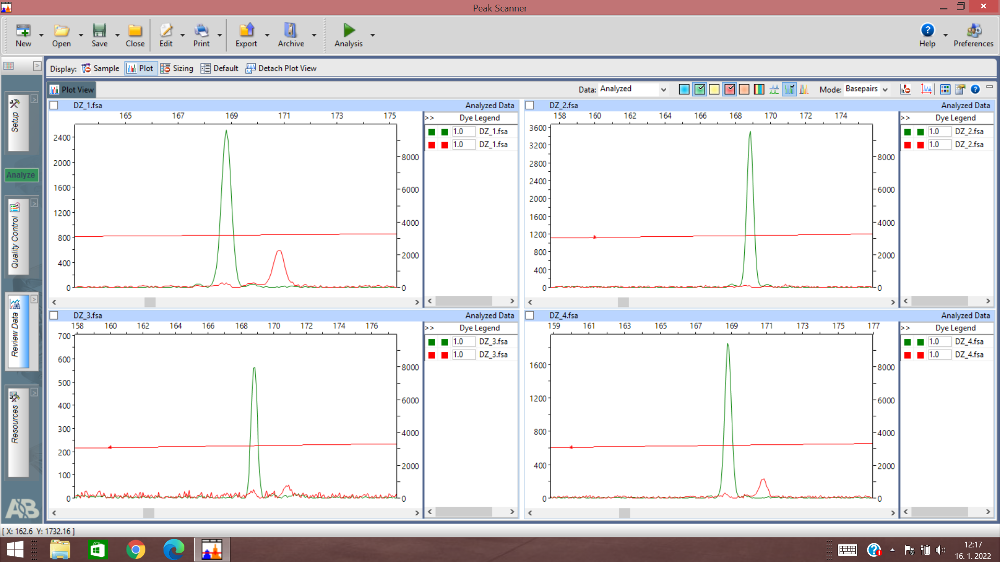 Peak Scanner
New Open Save Close Edit Print Export Archive Analysis Help Preferences
Display: Sample Plot Sizing Default Detach Plot View
Plot View Data: Analyzed Mode: Basepairs
Setup
Analyze
Quality Control
Review Data
Resources
AB
DZ_1.fsa Analyzed Data
165 167 169 171 173 175
>> Dye Legend
1.0 DZ_1.fsa
1.0 DZ_1.fsa
2400
2000
1600
1200
800
400
0
8000
6000
4000
2000
0
DZ_2.fsa Analyzed Data
158 160 162 164 166 168 170 172 174
>> Dye Legend
1.0 DZ_2.fsa
1.0 DZ_2.fsa
3600
3200
2800
2400
2000
1600
1200
800
400
0
8000
6000
4000
2000
0
DZ_3.fsa Analyzed Data
158 160 162 164 166 168 170 172 174 176
>> Dye Legend
1.0 DZ_3.fsa
1.0 DZ_3.fsa
700
600
500
400
300
200
100
0
8000
6000
4000
2000
0
DZ_4.fsa Analyzed Data
159 161 163 165 167 169 171 173 175 177
>> Dye Legend
1.0 DZ_4.fsa
1.0 DZ_4.fsa
1600
1200
800
400
0
8000
6000
4000
2000
0
[ X: 162.6 Y: 1732.16 ]
12:17
16. 1. 2022